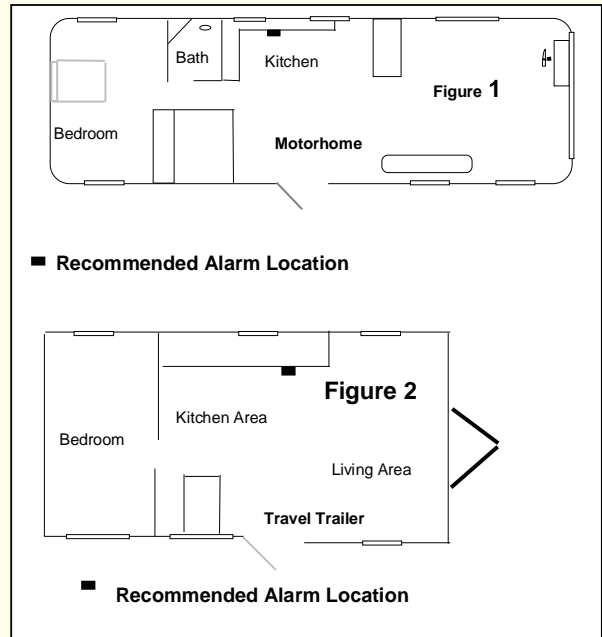 Bath
Kitchen
Figure 1
Bedroom
Motorhome
Recommended Alarm Location
Figure 2
Kitchen Area
Bedroom
Living Area
Travel Trailer
Recommended Alarm Location